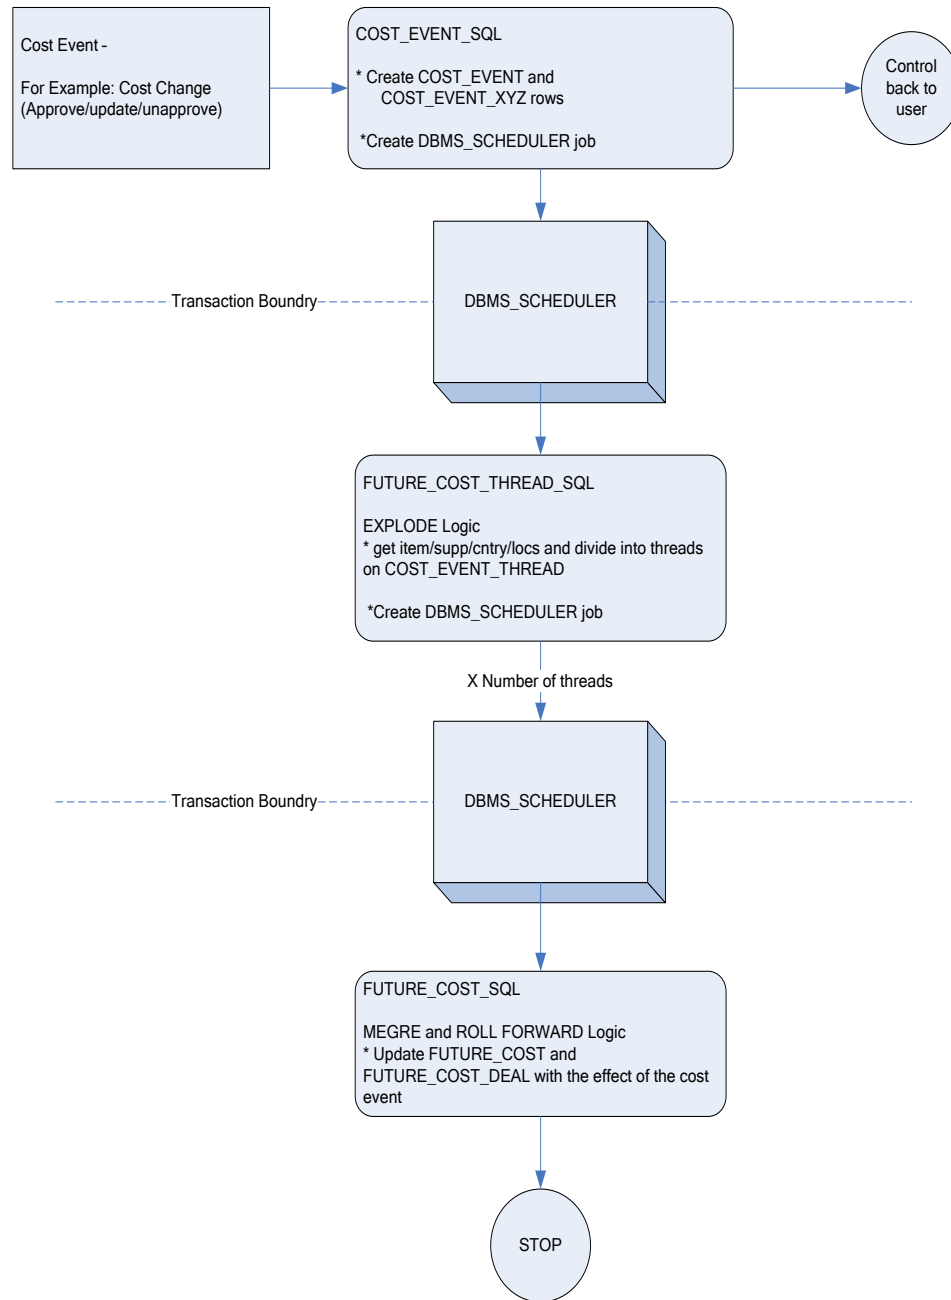 Cost Event -
For Example: Cost Change
(Approve/update/unapprove)
COST_EVENT_SQL
* Create COST_EVENT and
COST_EVENT_XYZ rows
*Create DBMS_SCHEDULER job
Control
back to
user
Transaction Boundry
DBMS_SCHEDULER
FUTURE_COST_THREAD_SQL
EXPLODE Logic
* get item/supp/cntry/locs and divide into threads
on COST_EVENT_THREAD
*Create DBMS_SCHEDULER job
X Number of threads
Transaction Boundry
DBMS_SCHEDULER
FUTURE_COST_SQL
MEGRE and ROLL FORWARD Logic
* Update FUTURE_COST and
FUTURE_COST_DEAL with the effect of the cost
event
STOP